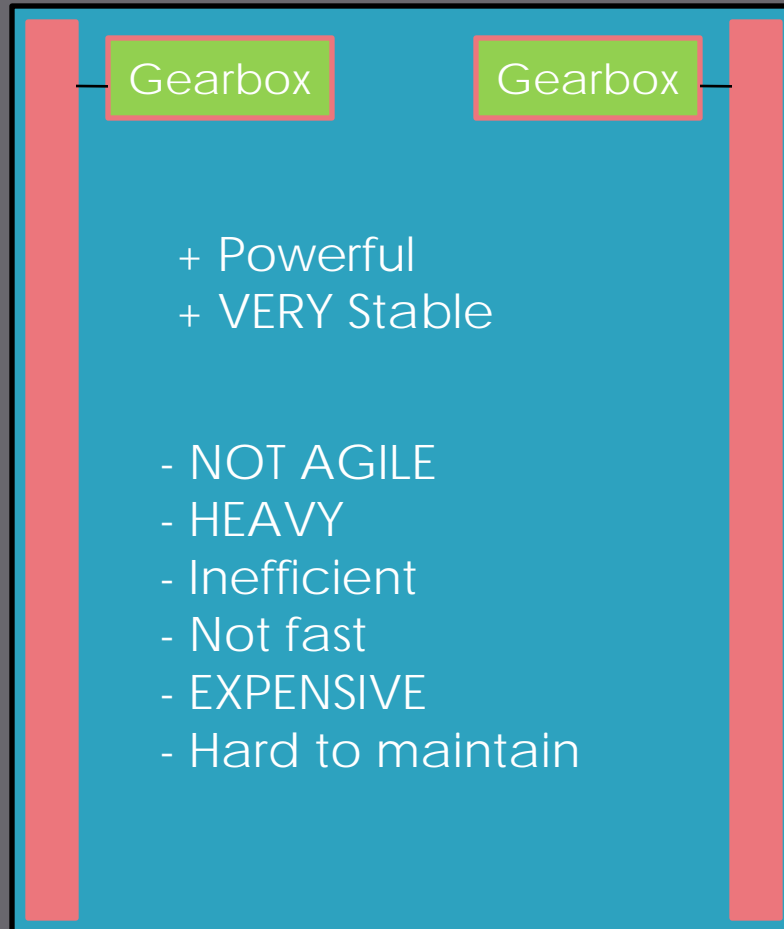 Gearbox Gearbox
+ Powerful
+ VERY Stable
- NOT AGILE
- HEAVY
- Inefficient
- Not fast
- EXPENSIVE
- Hard to maintain